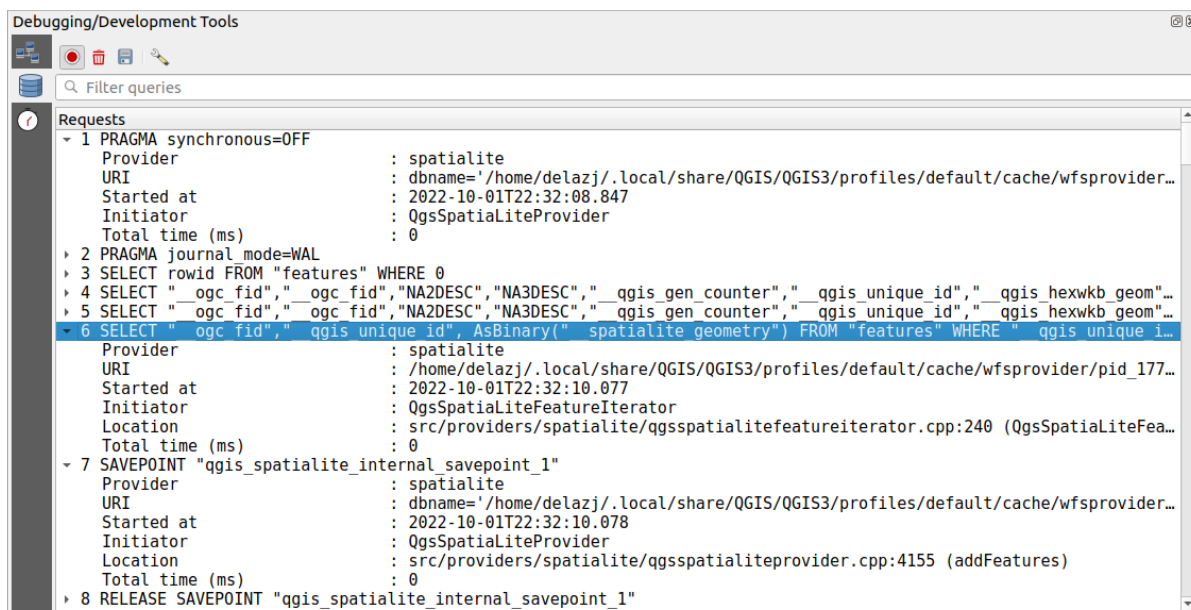 Debugging/Development Tools
Filter queries
Requests
1 PRAGMA synchronous=OFF
Provider : spatialite
URI : dbname='/home/delazj/.local/share/QGIS/QGIS3/profiles/default/cache/wfsprovider…
Started at : 2022-10-01T22:32:08.847
Initiator : QgsSpatiaLiteProvider
Total time (ms) : 0
2 PRAGMA journal_mode=WAL
3 SELECT rowid FROM "features" WHERE 0
4 SELECT "__ogc_fid","__ogc_fid","NA2DESC","NA3DESC","__qgis_gen_counter","__qgis_unique_id","__qgis_hexwkb_geom"…
5 SELECT "__ogc_fid","__ogc_fid","NA2DESC","NA3DESC","__qgis_gen_counter","__qgis_unique_id","__qgis_hexwkb_geom"…
6 SELECT "__ogc_fid","__qgis_unique_id", AsBinary("__spatialite_geometry") FROM "features" WHERE "__qgis_unique_i…
Provider : spatialite
URI : /home/delazj/.local/share/QGIS/QGIS3/profiles/default/cache/wfsprovider/pid_177…
Started at : 2022-10-01T22:32:10.077
Initiator : QgsSpatiaLiteFeatureIterator
Location : src/providers/spatialite/qgsspatialitefeatureiterator.cpp:240 (QgsSpatiaLiteFea…
Total time (ms) : 0
7 SAVEPOINT "qgis_spatialite_internal_savepoint_1"
Provider : spatialite
URI : dbname='/home/delazj/.local/share/QGIS/QGIS3/profiles/default/cache/wfsprovider…
Started at : 2022-10-01T22:32:10.078
Initiator : QgsSpatiaLiteProvider
Location : src/providers/spatialite/qgsspatialiteprovider.cpp:4155 (addFeatures)
Total time (ms) : 0
8 RELEASE SAVEPOINT "qgis_spatialite_internal_savepoint_1"